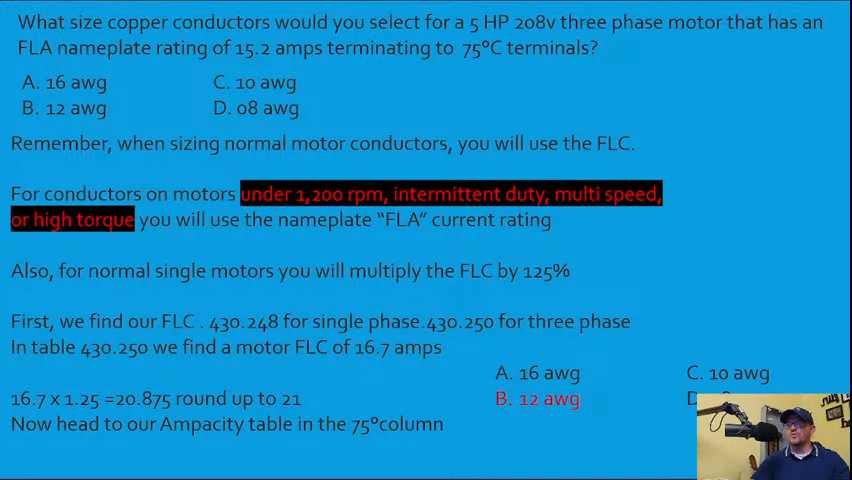 What size copper conductors would you select for a 5 HP 208v three phase motor that has an
FLA nameplate rating of 15.2 amps terminating to 75°C terminals?
A. 16 awg C. 10 awg
B. 12 awg D. 08 awg
Remember, when sizing normal motor conductors, you will use the FLC.
For conductors on motors under 1,200 rpm, intermittent duty, multi speed,
or high torque you will use the nameplate “FLA” current rating
Also, for normal single motors you will multiply the FLC by 125%
First, we find our FLC . 430.248 for single phase.430.250 for three phase
In table 430.250 we find a motor FLC of 16.7 amps
A. 16 awg C. 10 awg
16.7 x 1.25 =20.875 round up to 21 B. 12 awg
Now head to our Ampacity table in the 75°column